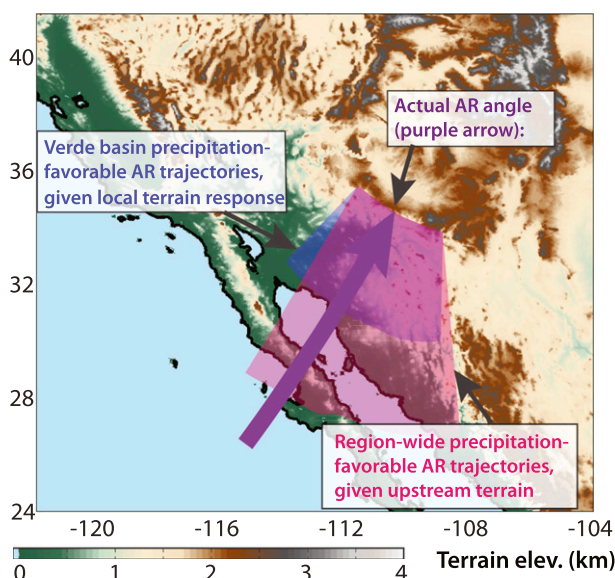 40
36
32
28
24
Actual AR angle
(purple arrow):
Verde basin precipitation-
favorable AR trajectories,
given local terrain response
Region-wide precipitation-
favorable AR trajectories,
given upstream terrain
-120 -116 -112 -108 -104
0 1 2 3 4
Terrain elev. (km)